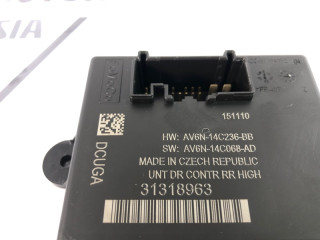 151110
HW: AV6N-14C236-BB
SW: AV6N-14C068-AD
MADE IN CZECH REPUBLIC
UNT DR CONTR RR HIGH
31318963
DCUGA